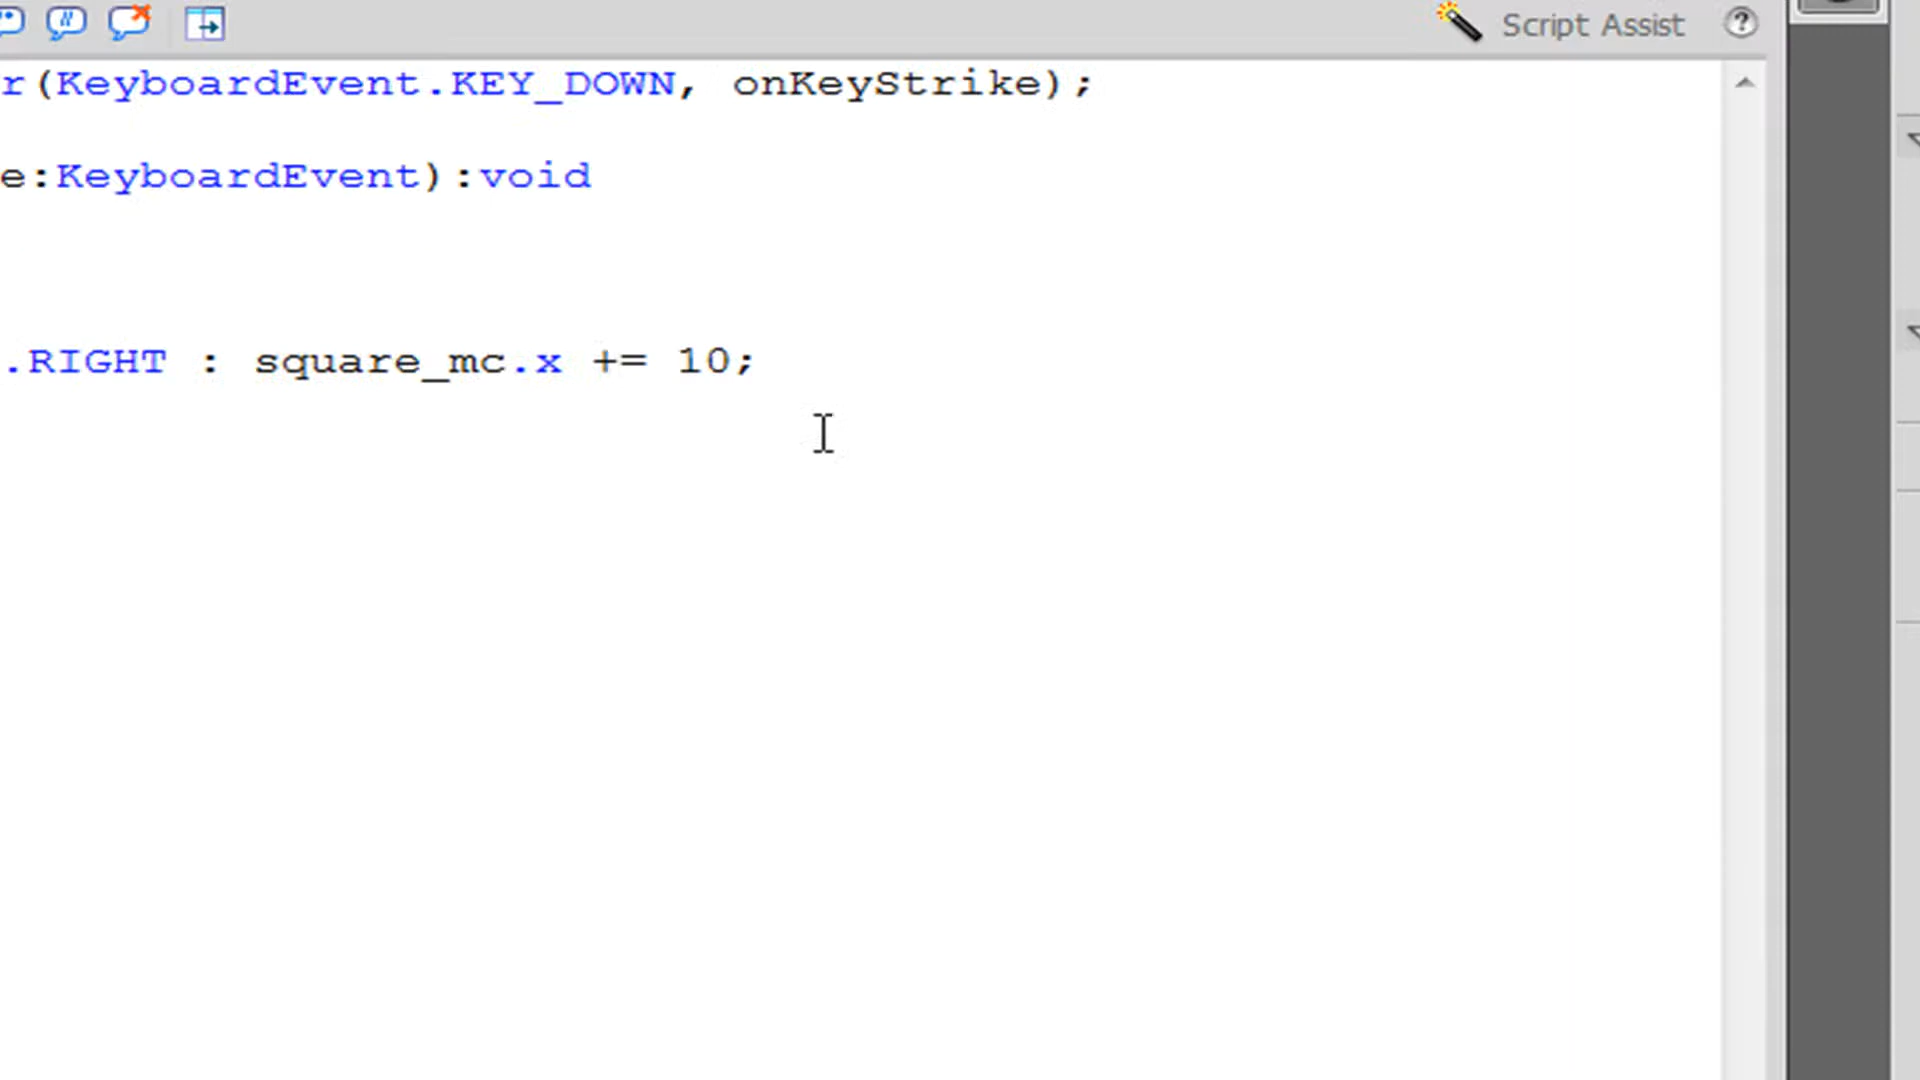 Script Assist
r(KeyboardEvent.KEY_DOWN, onKeyStrike);
e:KeyboardEvent):void
.RIGHT : square_mc.x += 10;